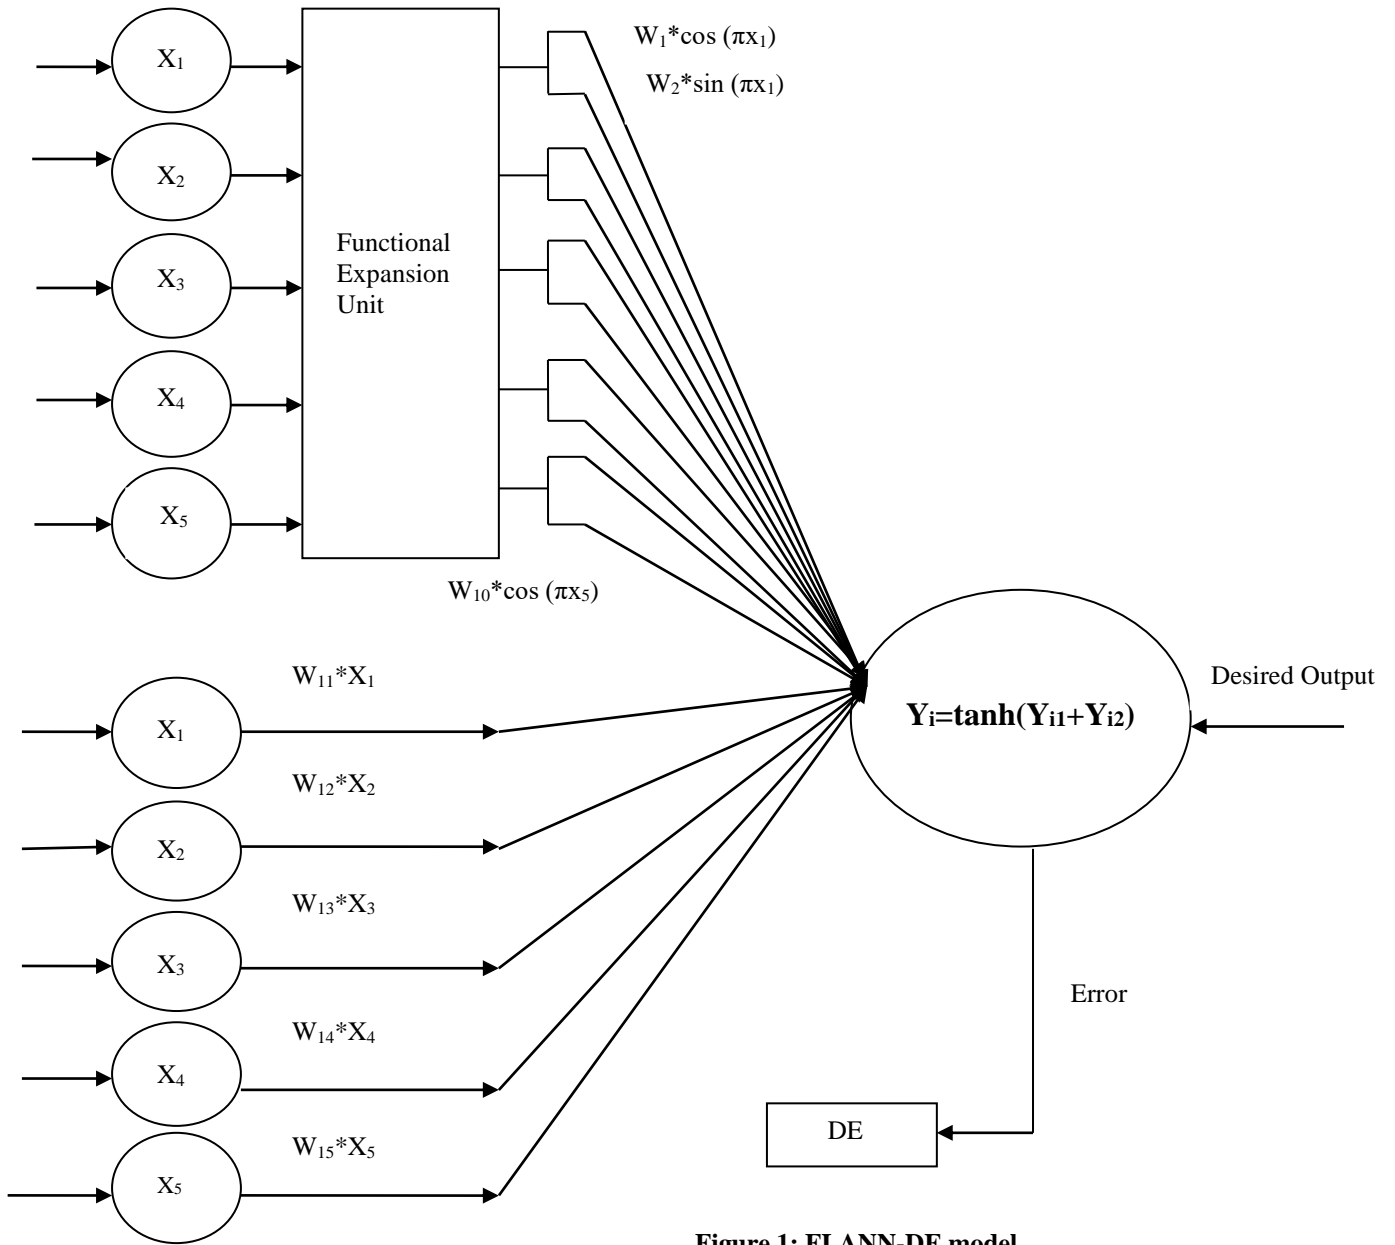 X₁
X₂
X₃
X₄
X₅
Functional
Expansion
Unit
W₁*cos (πx₁)
W₂*sin (πx₁)
W₁₀*cos (πx₅)
W₁₁*X₁
X₁
W₁₂*X₂
X₂
W₁₃*X₃
X₃
W₁₄*X₄
X₄
W₁₅*X₅
X₅
Yᵢ=tanh(Yᵢ₁+Yᵢ₂)
Desired Output
Error
DE
Figure 1: FLANN-DE model